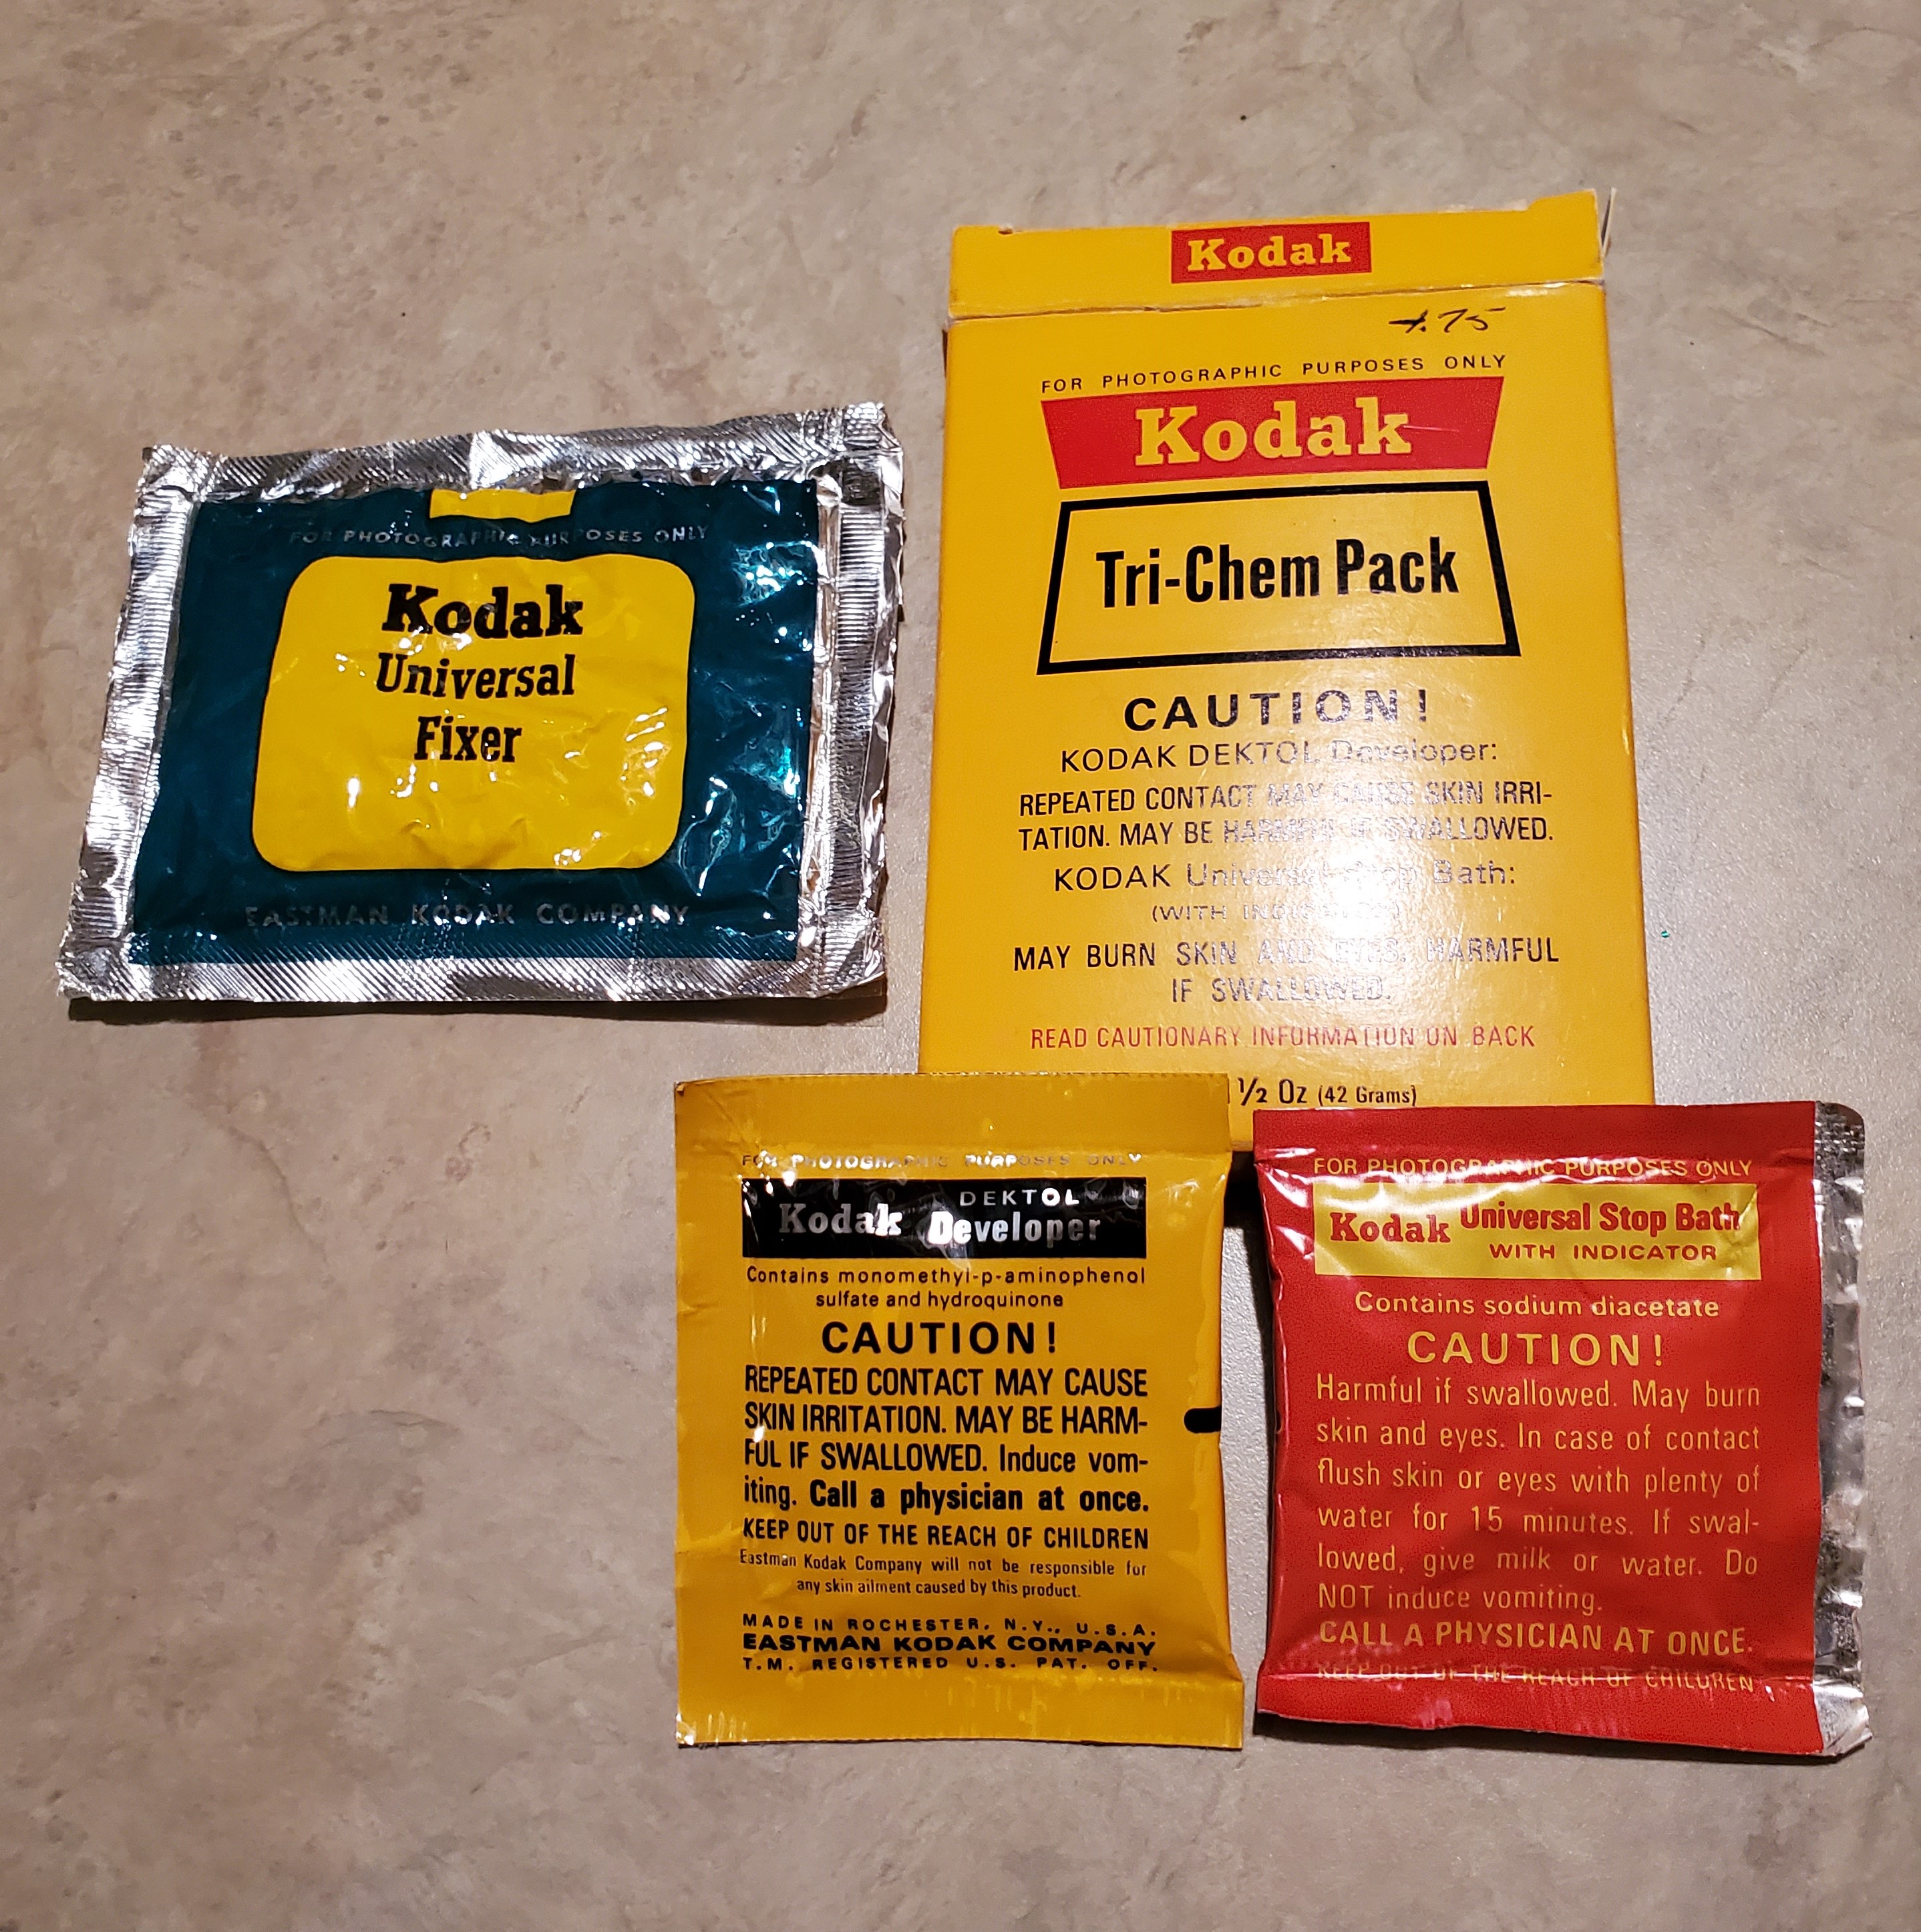 Kodak
.75
FOR PHOTOGRAPHIC PURPOSES ONLY
Kodak
Tri-Chem Pack
CAUTION!
KODAK DEKTOL Developer:
REPEATED CONTACT MAY CAUSE SKIN IRRI-
TATION. MAY BE HARMFUL IF SWALLOWED.
KODAK Universal Stop Bath:
(WITH INDICATOR)
MAY BURN SKIN AND EYES. HARMFUL
IF SWALLOWED.
READ CAUTIONARY INFORMATION ON BACK
1/2 Oz (42 Grams)
FOR PHOTOGRAPHIC PURPOSES ONLY
Kodak
Universal
Fixer
EASTMAN KODAK COMPANY
FOR PHOTOGRAPHIC PURPOSES ONLY
DEKTOL
Kodak Developer
Contains monomethyl-p-aminophenol
sulfate and hydroquinone
CAUTION!
REPEATED CONTACT MAY CAUSE
SKIN IRRITATION. MAY BE HARM-
FUL IF SWALLOWED. Induce vom-
iting. Call a physician at once.
KEEP OUT OF THE REACH OF CHILDREN
Eastman Kodak Company will not be responsible for
any skin ailment caused by this product.
MADE IN ROCHESTER, N.Y., U.S.A.
EASTMAN KODAK COMPANY
T.M. REGISTERED U.S. PAT. OFF.
FOR PHOTOGRAPHIC PURPOSES ONLY
Kodak Universal Stop Bath
WITH INDICATOR
Contains sodium diacetate
CAUTION!
Harmful if swallowed. May burn
skin and eyes. In case of contact
flush skin or eyes with plenty of
water for 15 minutes. If swal-
lowed, give milk or water. Do
NOT induce vomiting.
CALL A PHYSICIAN AT ONCE.
KEEP OUT OF THE REACH OF CHILDREN